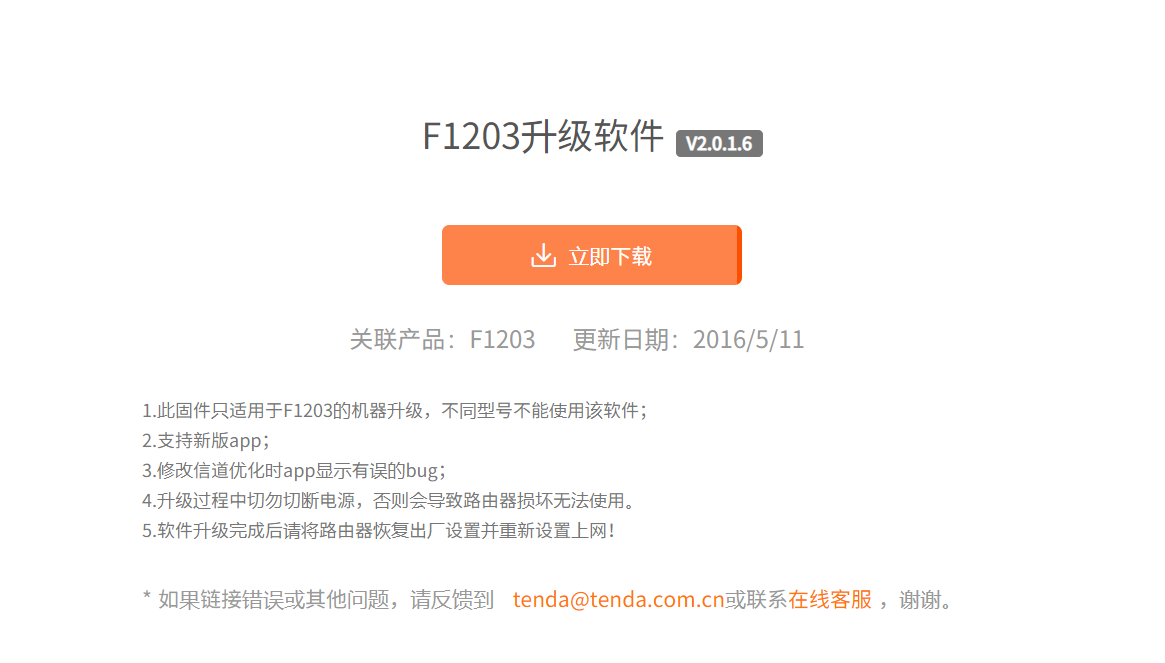 F1203升级软件 V2.0.1.6
立即下载
关联产品：F1203 更新日期：2016/5/11
1.此固件只适用于F1203的机器升级，不同型号不能使用该软件；
2.支持新版app；
3.修改信道优化时app显示有误的bug；
4.升级过程中切勿切断电源，否则会导致路由器损坏无法使用。
5.软件升级完成后请将路由器恢复出厂设置并重新设置上网！
* 如果链接错误或其他问题，请反馈到 tenda@tenda.com.cn或联系在线客服 ，谢谢。